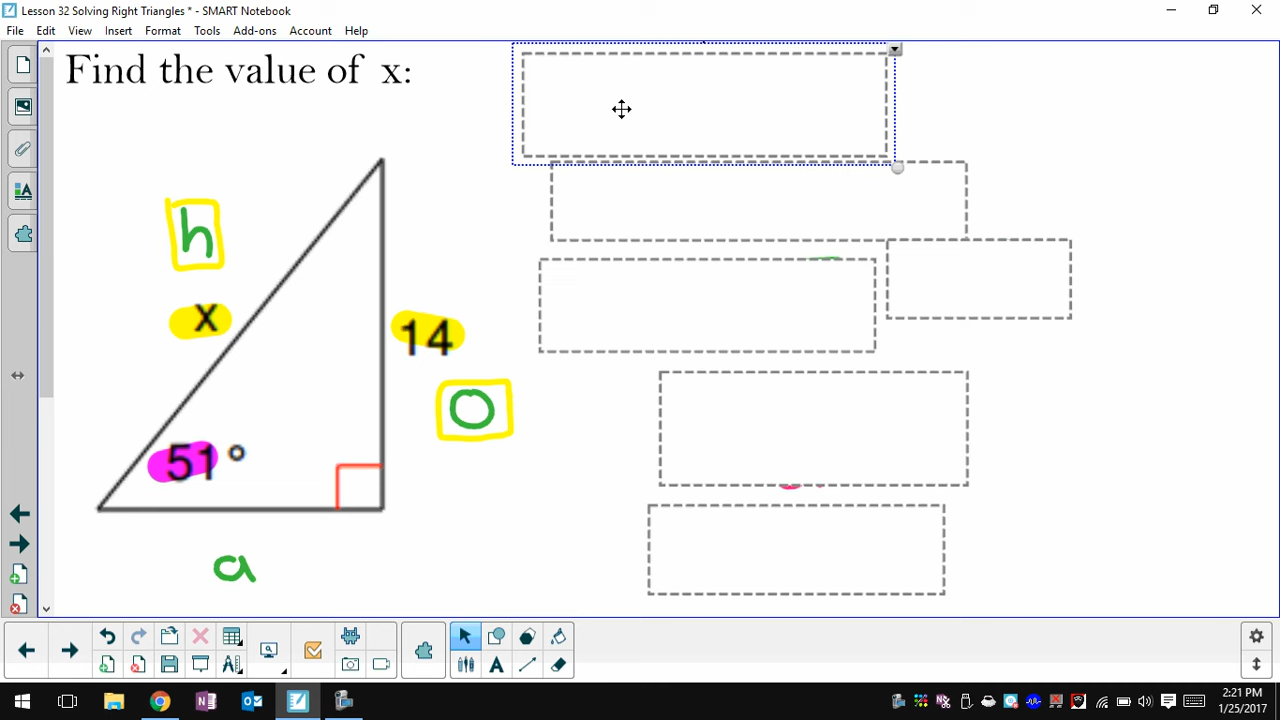 Lesson 32 Solving Right Triangles * - SMART Notebook
File Edit View Insert Format Tools Add-ons Account Help
Find the value of x:
h
x
14
O
51°
a
2:21 PM
1/25/2017